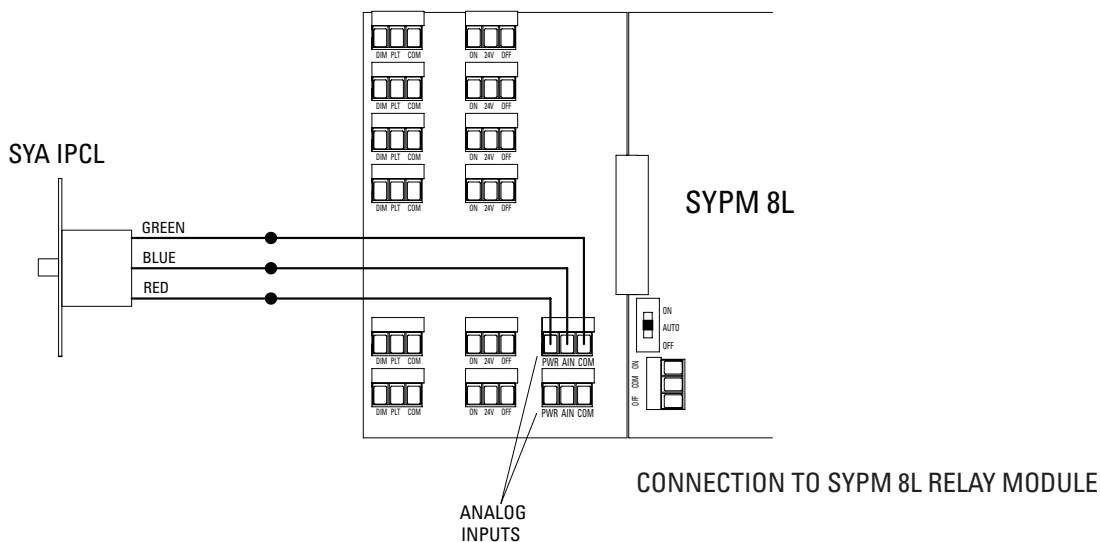 DIM PLT COM
ON 24V OFF
DIM PLT COM
ON 24V OFF
DIM PLT COM
ON 24V OFF
DIM PLT COM
ON 24V OFF
SYA IPCL
SYPM 8L
GREEN
BLUE
RED
ON
AUTO
OFF
DIM PLT COM
ON 24V OFF
PWR AIN COM
OFF COM ON
DIM PLT COM
ON 24V OFF
PWR AIN COM
CONNECTION TO SYPM 8L RELAY MODULE
ANALOG
INPUTS